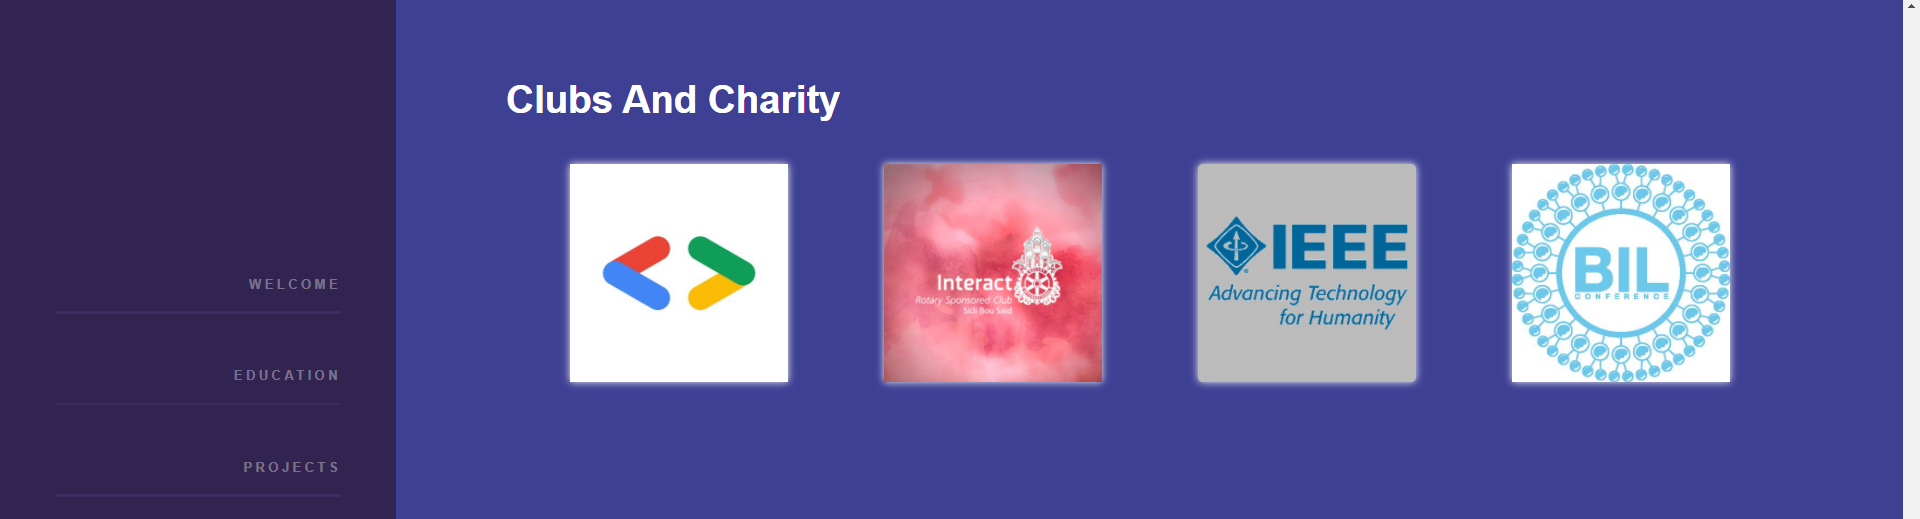 WELCOME
EDUCATION
PROJECTS
Clubs And Charity
Interact
Rotary Sponsored Club
Sidi Bou Said
IEEE
Advancing Technology
for Humanity
BIL
CONFERENCE